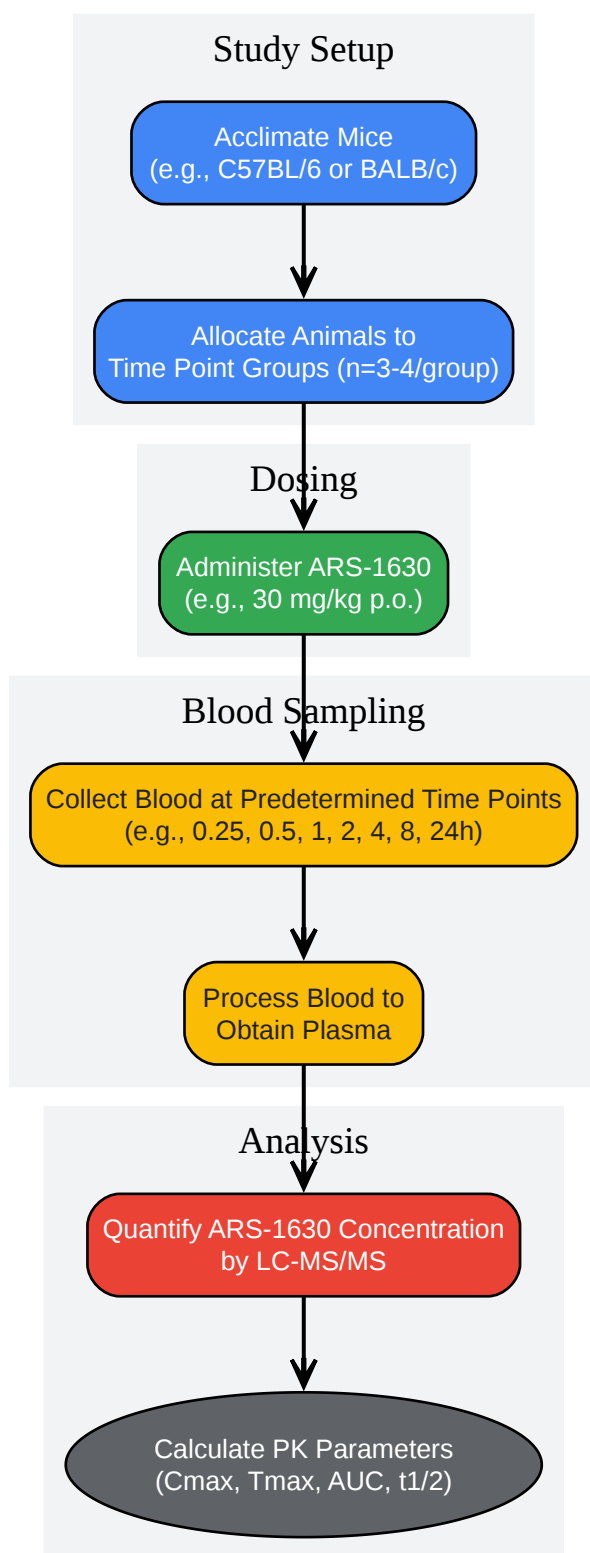 Study Setup
Acclimate Mice
(e.g., C57BL/6 or BALB/c)
Allocate Animals to
Time Point Groups (n=3-4/group)
Dosing
Administer ARS-1630
(e.g., 30 mg/kg p.o.)
Blood Sampling
Collect Blood at Predetermined Time Points
(e.g., 0.25, 0.5, 1, 2, 4, 8, 24h)
Process Blood to
Obtain Plasma
Analysis
Quantify ARS-1630 Concentration
by LC-MS/MS
Calculate PK Parameters
(Cmax, Tmax, AUC, t1/2)